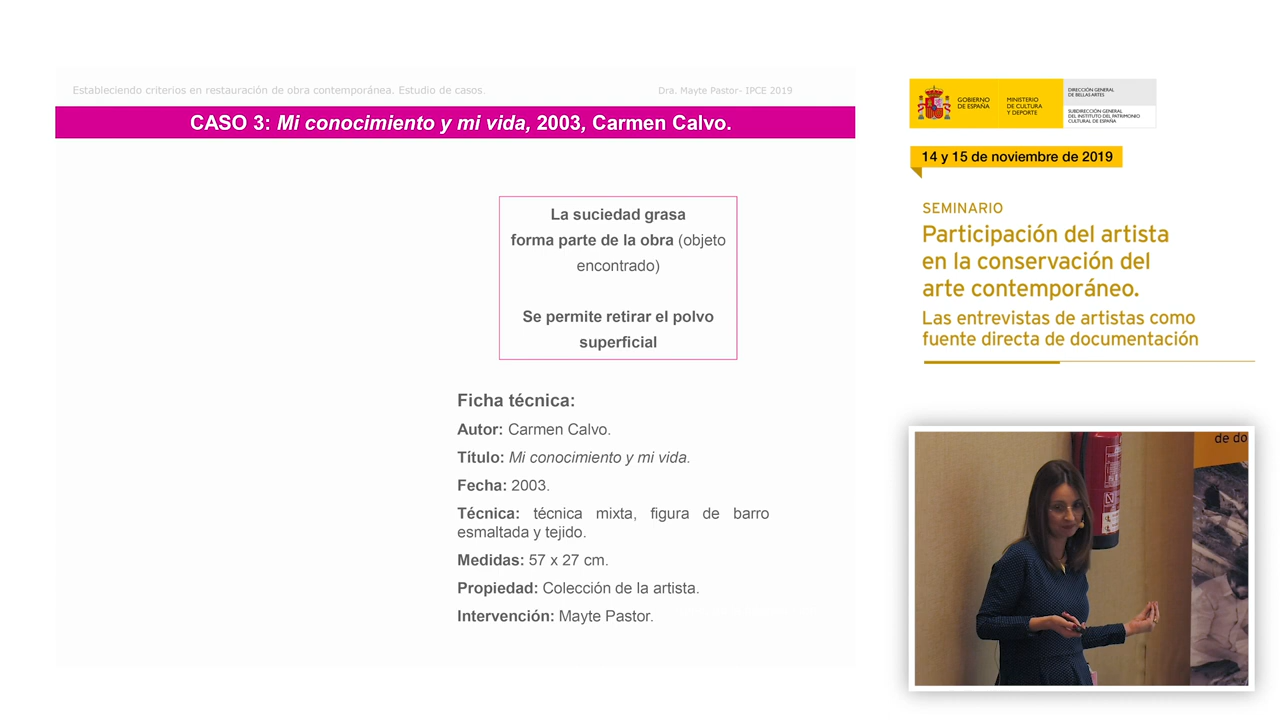 Estableciendo criterios en restauración de obra contemporánea. Estudio de casos.
Dra. Mayte Pastor- IPCE 2019
CASO 3: Mi conocimiento y mi vida, 2003, Carmen Calvo.
La suciedad grasa
forma parte de la obra (objeto
encontrado)
Se permite retirar el polvo
superficial
Ficha técnica:
Autor: Carmen Calvo.
Título: Mi conocimiento y mi vida.
Fecha: 2003.
Técnica: técnica mixta, figura de barro
esmaltada y tejido.
Medidas: 57 x 27 cm.
Propiedad: Colección de la artista.
Intervención: Mayte Pastor.
GOBIERNO
DE ESPAÑA
MINISTERIO
DE CULTURA
Y DEPORTE
DIRECCIÓN GENERAL
DE BELLAS ARTES
SUBDIRECCIÓN GENERAL
DEL INSTITUTO DEL PATRIMONIO
CULTURAL DE ESPAÑA
14 y 15 de noviembre de 2019
SEMINARIO
Participación del artista
en la conservación del
arte contemporáneo.
Las entrevistas de artistas como
fuente directa de documentación
de do